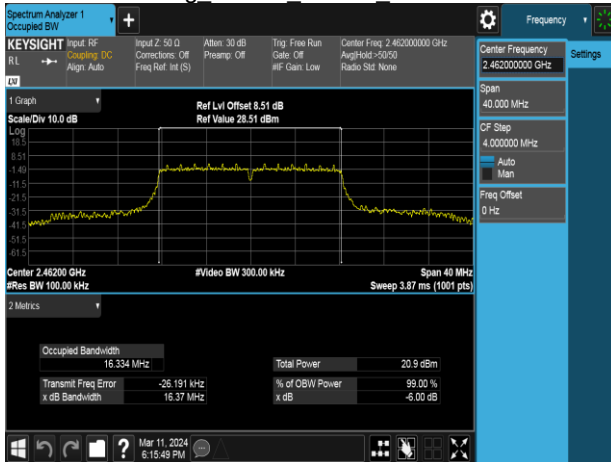 Spectrum Analyzer 1
Occupied BW
Frequency
KEYSIGHT
RL
Input: RF
Coupling: DC
Align: Auto
Input Z: 50 Ω
Corrections: Off
Freq Ref: Int (S)
Atten: 30 dB
Preamp: Off
Trig: Free Run
Gate: Off
#IF Gain: Low
Center Freq: 2.462000000 GHz
Avg|Hold:>50/50
Radio Std: None
LXI
Center Frequency
2.462000000 GHz
Settings
Span
40.000 MHz
CF Step
4.000000 MHz
Auto
Man
Freq Offset
0 Hz
1 Graph
Scale/Div 10.0 dB
Ref Lvl Offset 8.51 dB
Ref Value 28.51 dBm
Log
18.5
8.51
-1.49
-11.5
-21.5
-31.5
-41.5
-51.5
-61.5
Center 2.46200 GHz
#Video BW 300.00 kHz
Span 40 MHz
#Res BW 100.00 kHz
Sweep 3.87 ms (1001 pts)
2 Metrics
Occupied Bandwidth
16.334 MHz
Total Power 20.9 dBm
Transmit Freq Error -26.191 kHz
% of OBW Power 99.00 %
x dB Bandwidth 16.37 MHz
x dB -6.00 dB
Mar 11, 2024
6:15:49 PM